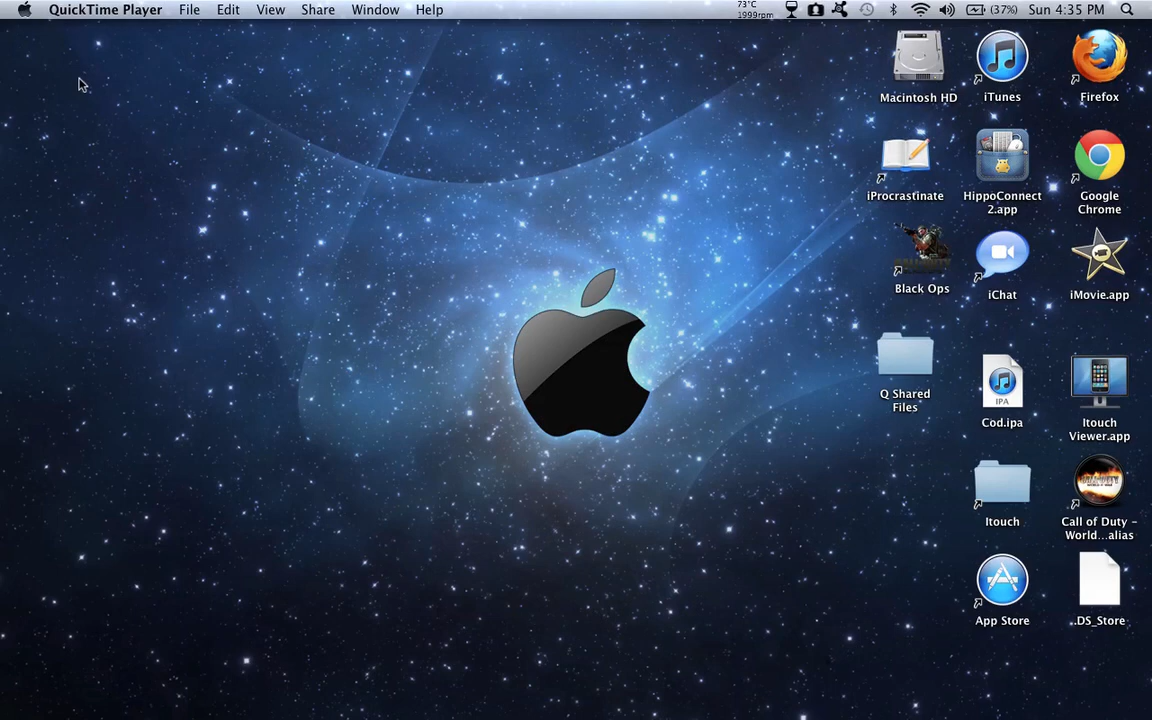 QuickTime Player File Edit View Share Window Help 73°C 1999rpm (37%) Sun 4:35 PM
Macintosh HD
iTunes
Firefox
iProcrastinate
HippoConnect
2.app
Google
Chrome
Black Ops
iChat
iMovie.app
Q Shared
Files
IPA
Cod.ipa
Itouch
Viewer.app
Itouch
Call of Duty -
World...alias
App Store
.DS_Store